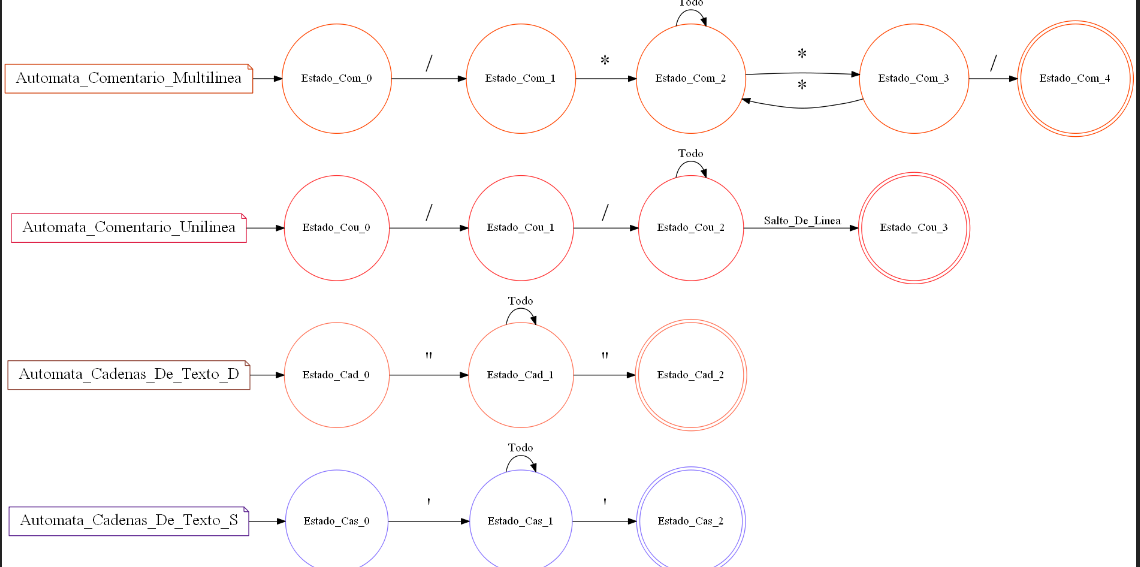 Todo
Automata_Comentario_Multilinea
Estado_Com_0
/
Estado_Com_1
*
Estado_Com_2
*
*
Estado_Com_3
/
Estado_Com_4
Todo
Automata_Comentario_Unilinea
Estado_Cou_0
/
Estado_Cou_1
/
Estado_Cou_2
Salto_De_Linea
Estado_Cou_3
Todo
Automata_Cadenas_De_Texto_D
Estado_Cad_0
"
Estado_Cad_1
"
Estado_Cad_2
Todo
Automata_Cadenas_De_Texto_S
Estado_Cas_0
'
Estado_Cas_1
'
Estado_Cas_2